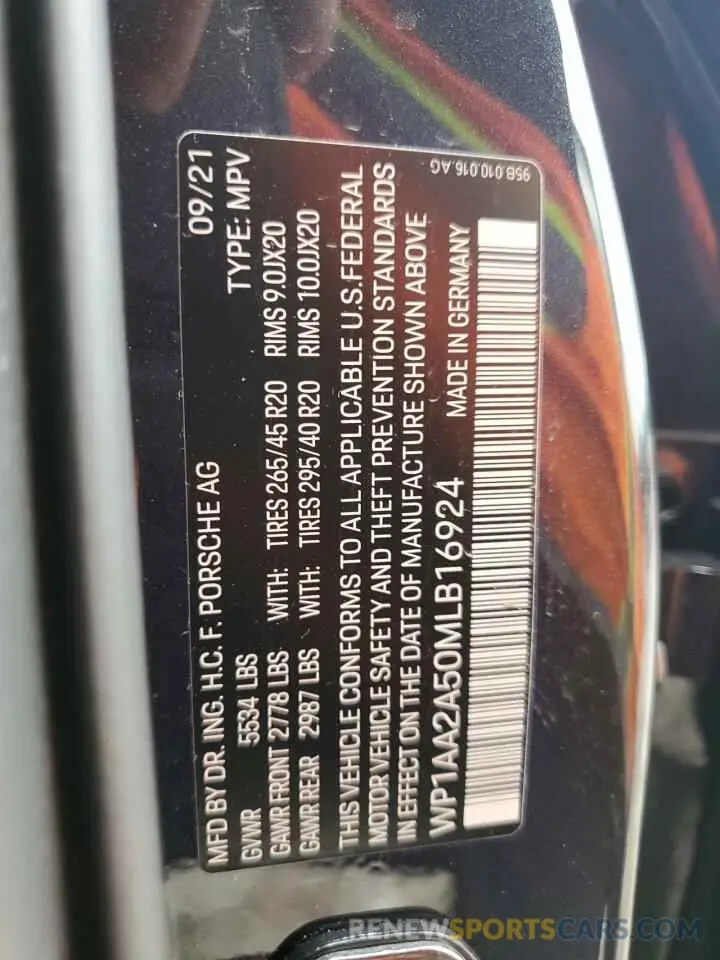 MFD BY DR. ING. H.C. F. PORSCHE AG 09/21
GVWR 5534 LBS TYPE: MPV
GAWR FRONT 2778 LBS WITH: TIRES 265/45 R20 RIMS 9.0JX20
GAWR REAR 2987 LBS WITH: TIRES 295/40 R20 RIMS 10.0JX20
THIS VEHICLE CONFORMS TO ALL APPLICABLE U.S.FEDERAL
MOTOR VEHICLE SAFETY AND THEFT PREVENTION STANDARDS
IN EFFECT ON THE DATE OF MANUFACTURE SHOWN ABOVE
WP1AA2A50MLB16924 MADE IN GERMANY
95B.010.016.AG
RENEWSPORTSCARS.COM